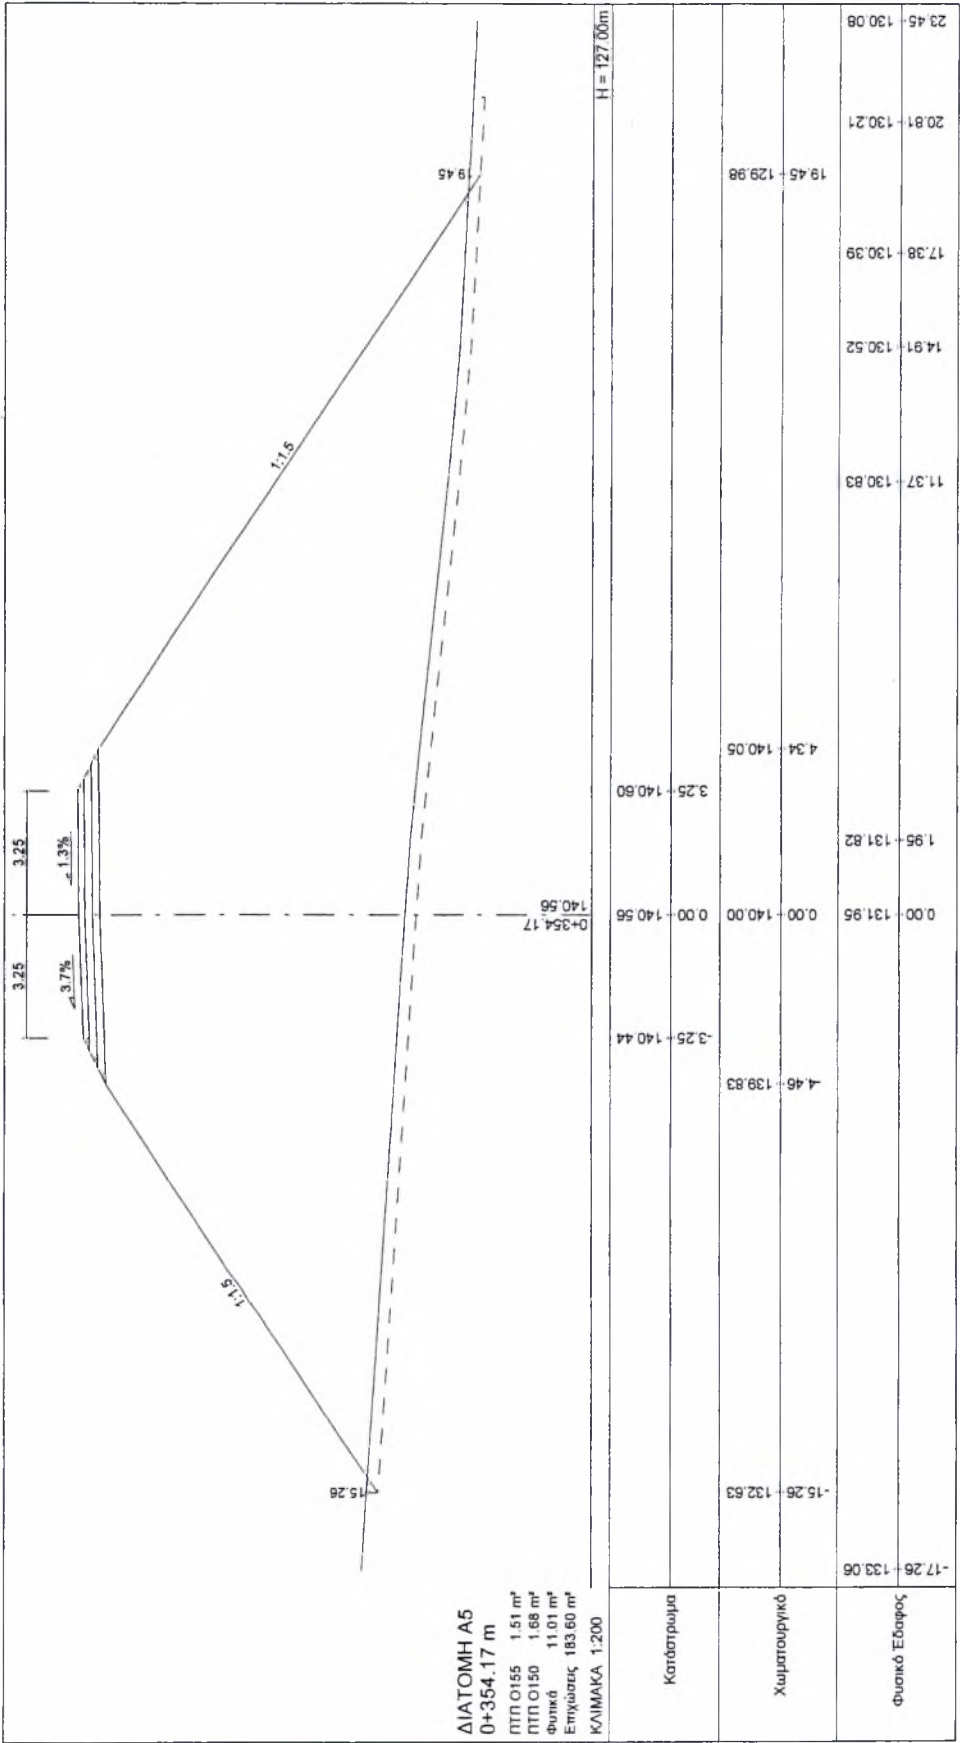 3.25
3.25
3.7%
1.3%
1:1.5
1:1.5
15.26
19.45
0+354.17
140.56
ΔΙΑΤΟΜΗ Α5
0+354.17 m
ΠΤΠ Ο155 1.51 m²
ΠΤΠ Ο150 1.68 m²
Φυτικά 11.01 m²
Επιχώσεις 183.60 m²
ΚΛΙΜΑΚΑ 1:200
H = 127.00m
Κατάστρωμα
140.44 140.56 140.60
-3.25 0.00 3.25
Χωματουργικό
132.63 139.83 140.00 140.05 129.98
-15.26 -4.46 0.00 4.34 19.45
Φυσικό Έδαφος
133.06 131.95 131.82 130.83 130.52 130.39 130.21 130.08
-17.26 0.00 1.95 11.37 14.91 17.38 20.81 23.45